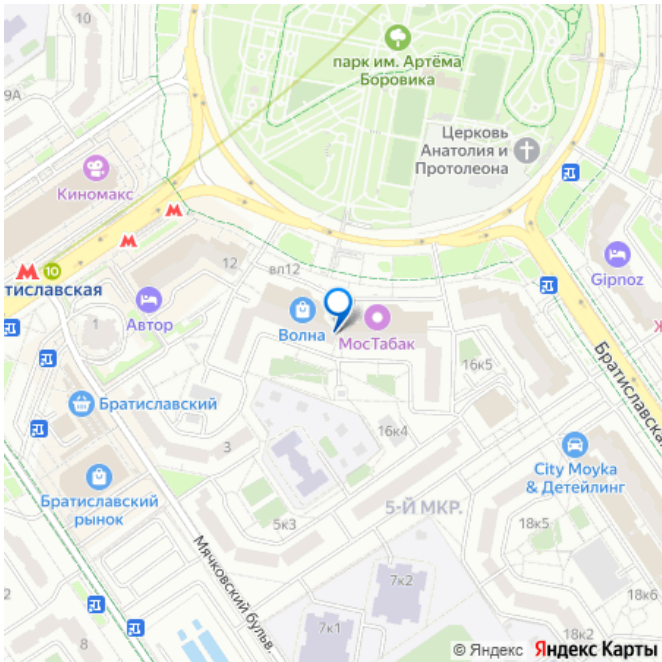 10
9А
парк им. Артёма
Боровика
Церковь
Анатолия и
Протолеона
Киномакс
М
М
М
10
тиславская
12
вл12
Gipnoz
Автор
1
Волна
МосТабак
Ж
Братиславска
16к5
Братиславский
16к4
3
City Moyka
& Детейлинг
Братиславский
рынок
5-Й МКР.
5к3
18к5
Мячковский бульв.
7к2
2
18к6
7к1
18к2
8
© Яндекс Яндекс Карты